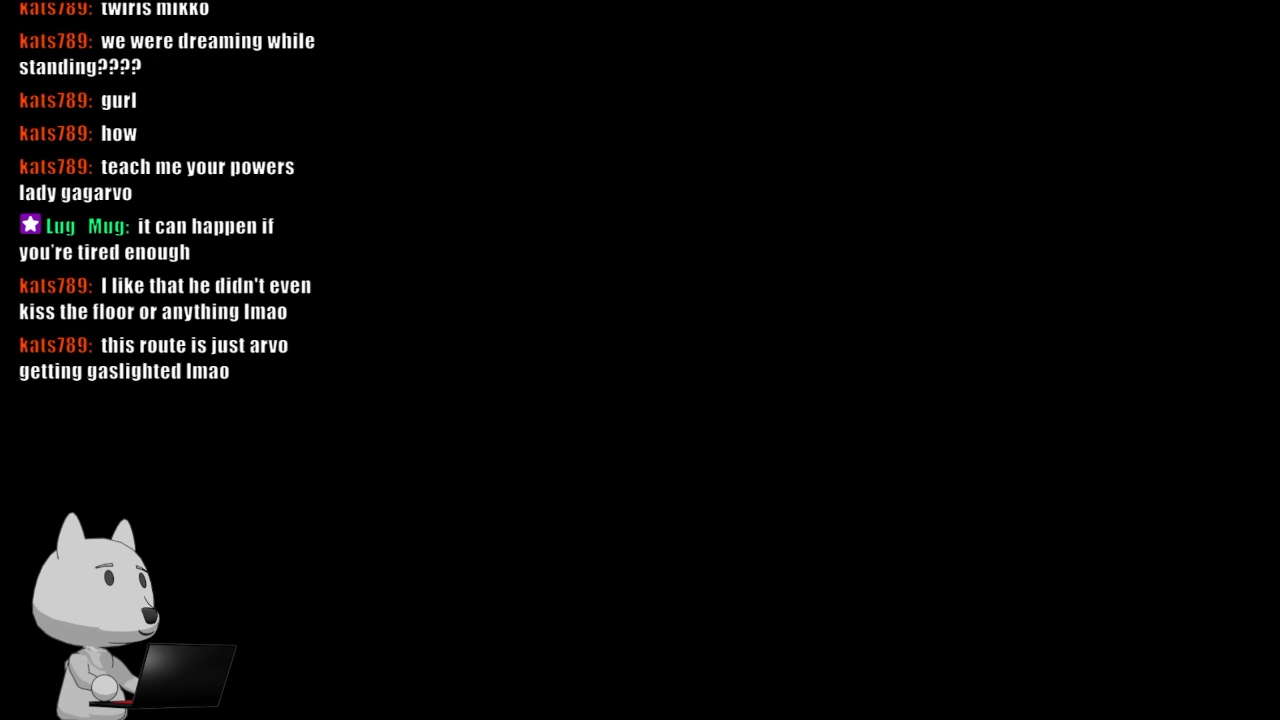 kats789: twirls mikko
kats789: we were dreaming while
standing????
kats789: gurl
kats789: how
kats789: teach me your powers
lady gagarvo
Lug_Mug: it can happen if
you're tired enough
kats789: I like that he didn't even
kiss the floor or anything lmao
kats789: this route is just arvo
getting gaslighted lmao